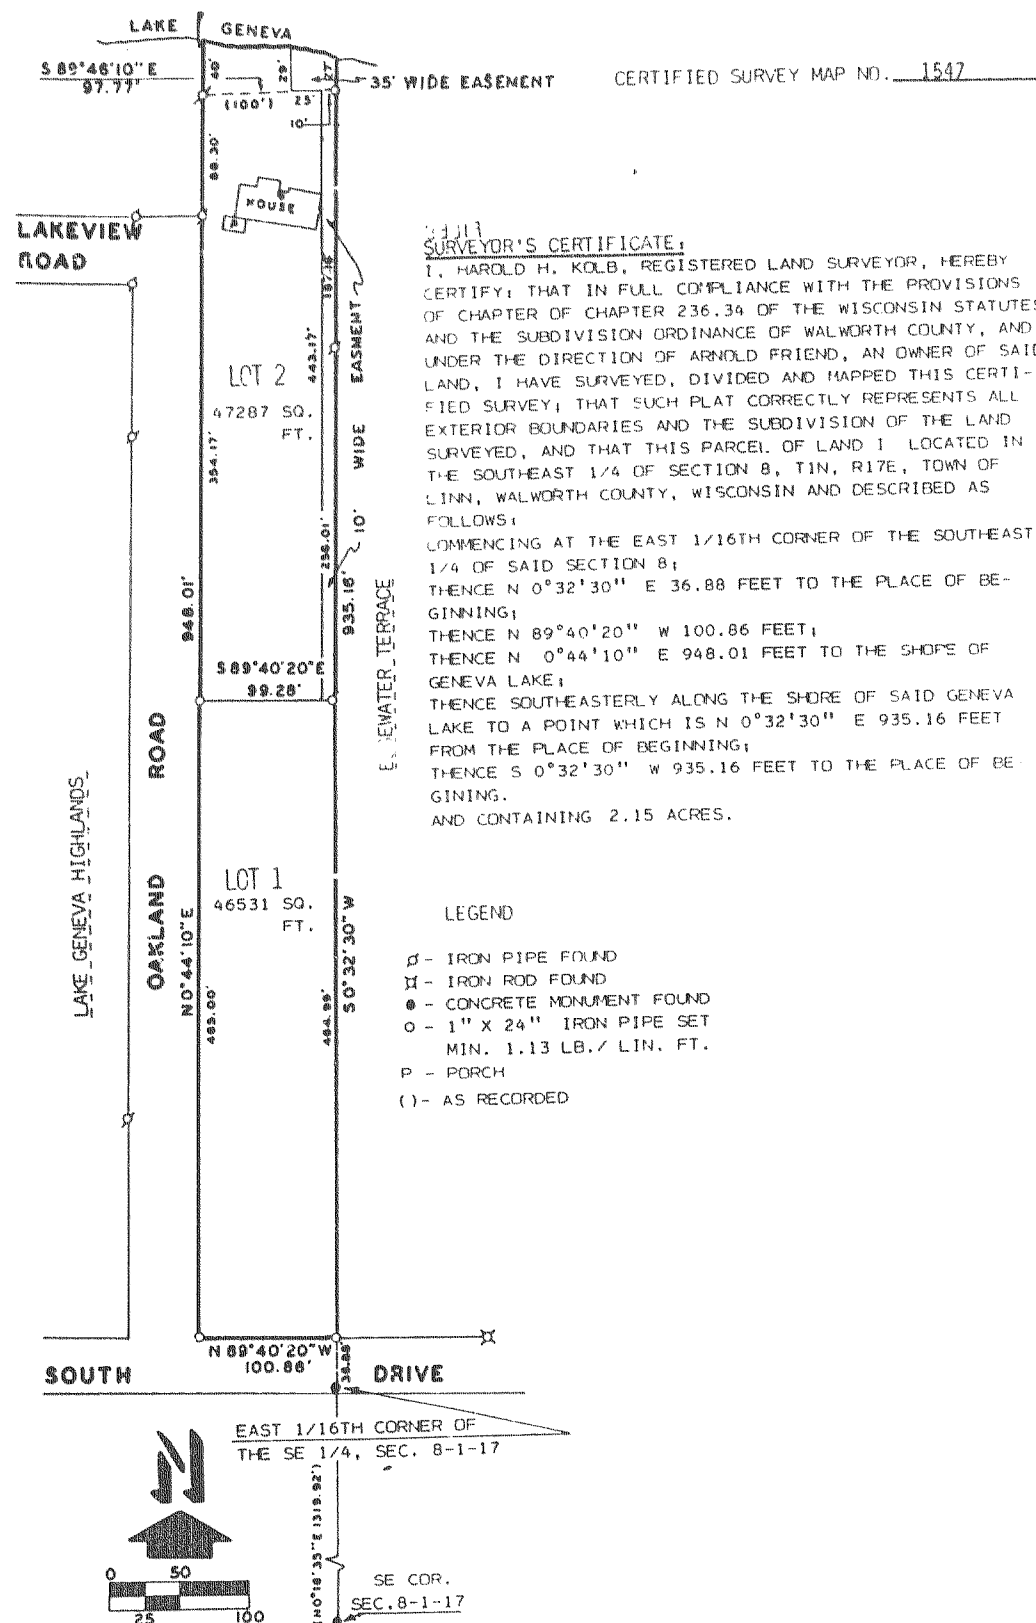 LAKE GENEVA
S 89°46'10" E
97.77'
(100')
29'
27'
25'
10'
35' WIDE EASEMENT
CERTIFIED SURVEY MAP NO. 1547
HOUSE
P
LAKEVIEW
ROAD
LOT 2
47287 SQ.
FT.
354.17'
443.17'
10' WIDE EASMENT
948.01'
935.16'
S 89°40'20" E
99.28'
TERRACE
LAKE GENEVA HIGHLANDS
OAKLAND ROAD
LOT 1
46531 SQ.
FT.
N 0°44'10" E
S 0°32'30" W
N 89°40'20" W
100.86'
36.88'
SOUTH DRIVE
EAST 1/16TH CORNER OF
THE SE 1/4, SEC. 8-1-17
SE COR.
SEC.8-1-17
N
0 50
25 100
SURVEYOR'S CERTIFICATE:
I, HAROLD H. KOLB, REGISTERED LAND SURVEYOR, HEREBY
CERTIFY; THAT IN FULL COMPLIANCE WITH THE PROVISIONS
OF CHAPTER OF CHAPTER 236.34 OF THE WISCONSIN STATUTES
AND THE SUBDIVISION ORDINANCE OF WALWORTH COUNTY, AND
UNDER THE DIRECTION OF ARNOLD FRIEND, AN OWNER OF SAID
LAND, I HAVE SURVEYED, DIVIDED AND MAPPED THIS CERTI-
FIED SURVEY; THAT SUCH PLAT CORRECTLY REPRESENTS ALL
EXTERIOR BOUNDARIES AND THE SUBDIVISION OF THE LAND
SURVEYED, AND THAT THIS PARCEL OF LAND I LOCATED IN
THE SOUTHEAST 1/4 OF SECTION 8, T1N, R17E, TOWN OF
LINN, WALWORTH COUNTY, WISCONSIN AND DESCRIBED AS
FOLLOWS:
COMMENCING AT THE EAST 1/16TH CORNER OF THE SOUTHEAST
1/4 OF SAID SECTION 8;
THENCE N 0°32'30" E 36.88 FEET TO THE PLACE OF BE-
GINNING;
THENCE N 89°40'20" W 100.86 FEET;
THENCE N 0°44'10" E 948.01 FEET TO THE SHORE OF
GENEVA LAKE;
THENCE SOUTHEASTERLY ALONG THE SHORE OF SAID GENEVA
LAKE TO A POINT WHICH IS N 0°32'30" E 935.16 FEET
FROM THE PLACE OF BEGINNING;
THENCE S 0°32'30" W 935.16 FEET TO THE PLACE OF BE
GINING.
AND CONTAINING 2.15 ACRES.
LEGEND
- IRON PIPE FOUND
- IRON ROD FOUND
- CONCRETE MONUMENT FOUND
O - 1" X 24" IRON PIPE SET
MIN. 1.13 LB./ LIN. FT.
P - PORCH
()- AS RECORDED